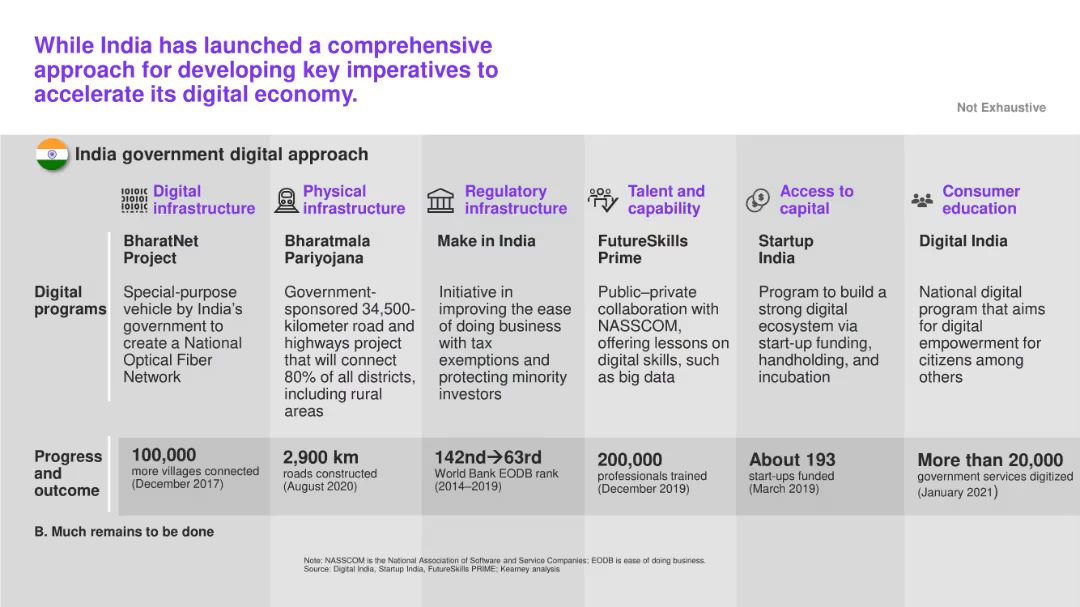 While India has launched a comprehensive
approach for developing key imperatives to
accelerate its digital economy.
Not Exhaustive
India government digital approach
Digital
infrastructure
Physical
infrastructure
Regulatory
infrastructure
Talent and
capability
Access to
capital
Consumer
education
Digital
programs
BharatNet
Project
Special-purpose
vehicle by India's
government to
create a National
Optical Fiber
Network
Bharatmala
Pariyojana
Government-
sponsored 34,500-
kilometer road and
highways project
that will connect
80% of all districts,
including rural
areas
Make in India
Initiative in
improving the ease
of doing business
with tax
exemptions and
protecting minority
investors
FutureSkills
Prime
Public–private
collaboration with
NASSCOM,
offering lessons on
digital skills, such
as big data
Startup
India
Program to build a
strong digital
ecosystem via
start-up funding,
handholding, and
incubation
Digital India
National digital
program that aims
for digital
empowerment for
citizens among
others
Progress
and
outcome
100,000
more villages connected
(December 2017)
2,900 km
roads constructed
(August 2020)
142nd→63rd
World Bank EODB rank
(2014–2019)
200,000
professionals trained
(December 2019)
About 193
start-ups funded
(March 2019)
More than 20,000
government services digitized
(January 2021)
B. Much remains to be done
Note: NASSCOM is the National Association of Software and Service Companies; EODB is ease of doing business.
Source: Digital India, Startup India, FutureSkills PRIME; Kearney analysis